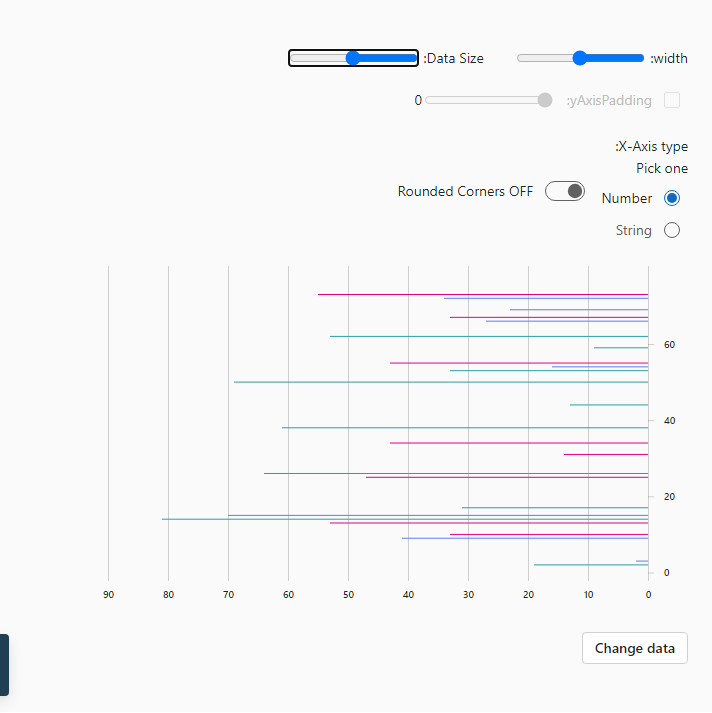 :width
:Data Size
:yAxisPadding
0
:X-Axis type
Pick one
Number
Rounded Corners OFF
String
60
40
20
0
90 80 70 60 50 40 30 20 10 0
Change data